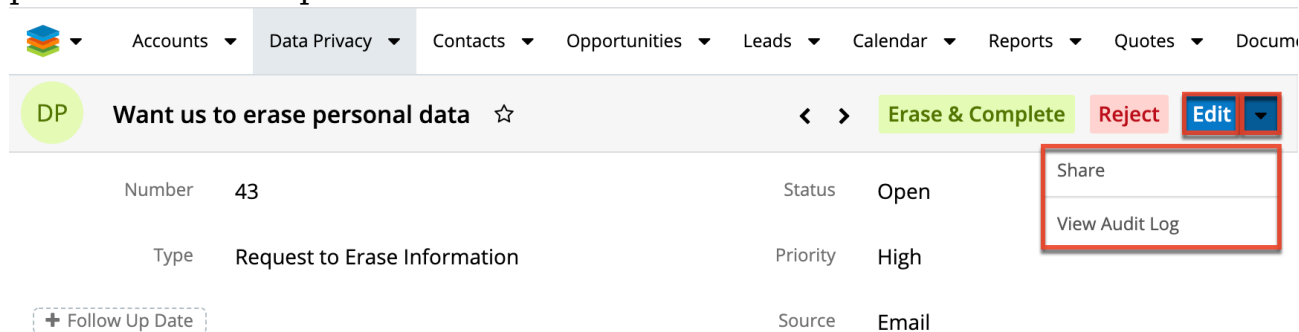 Accounts Data Privacy Contacts Opportunities Leads Calendar Reports Quotes Docum
DP Want us to erase personal data Erase & Complete Reject Edit
Share
Number 43 Status Open
View Audit Log
Type Request to Erase Information Priority High
+ Follow Up Date Source Email